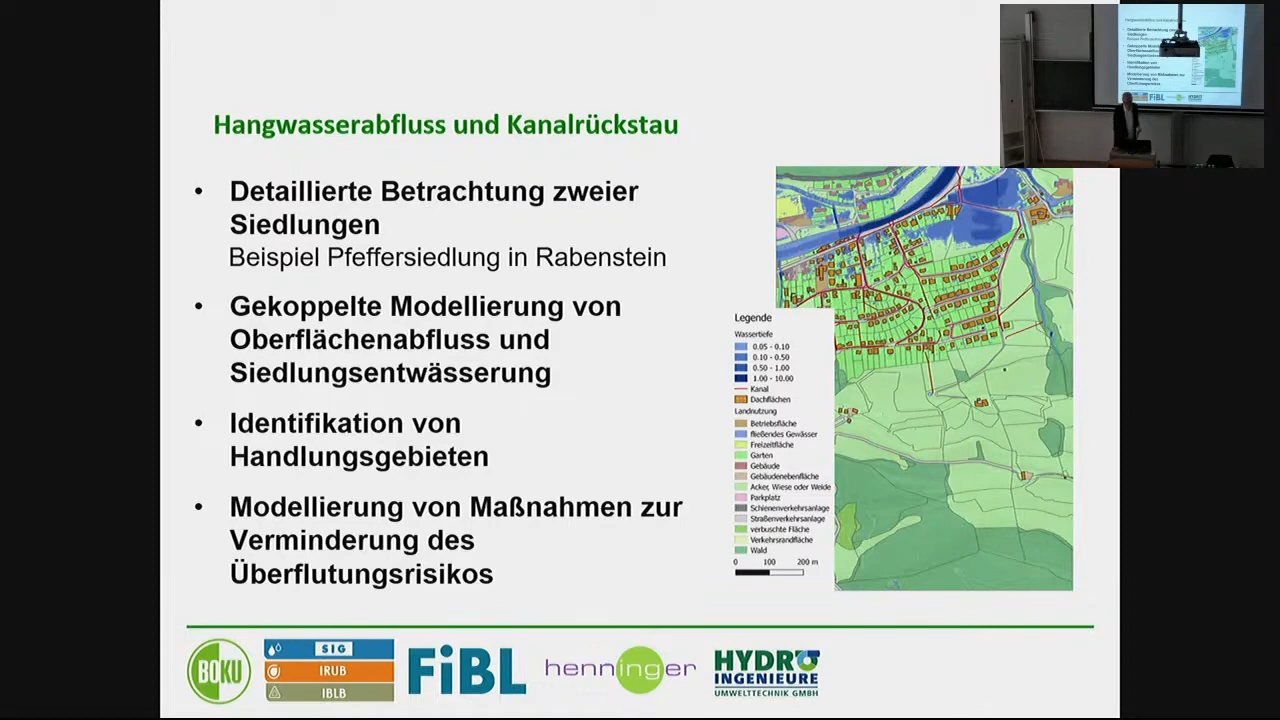 Hangwasserabfluss und Kanalrückstau
• Detaillierte Betrachtung zweier
Siedlungen
Beispiel Pfeffersiedlung in Rabenstein
• Gekoppelte Modellierung von
Oberflächenabfluss und
Siedlungsentwässerung
• Identifikation von
Handlungsgebieten
• Modellierung von Maßnahmen zur
Verminderung des
Überflutungsrisikos
Legende
Wassertiefe
0.05 - 0.10
0.10 - 0.50
0.50 - 1.00
1.00 - 10.00
Kanal
Dachflächen
Landnutzung
Betriebsfläche
fließendes Gewässer
Freizeitfläche
Garten
Gebäude
Gebäudenebenfläche
Acker, Wiese oder Weide
Parkplatz
Schienenverkehrsanlage
Straßenverkehrsanlage
verbuschte Fläche
Verkehrsrandfläche
Wald
0 100 200 m
BOKU
SIG
IRUB
IBLB
FiBL
henninger
HYDRO
INGENIEURE
UMWELTTECHNIK GMBH